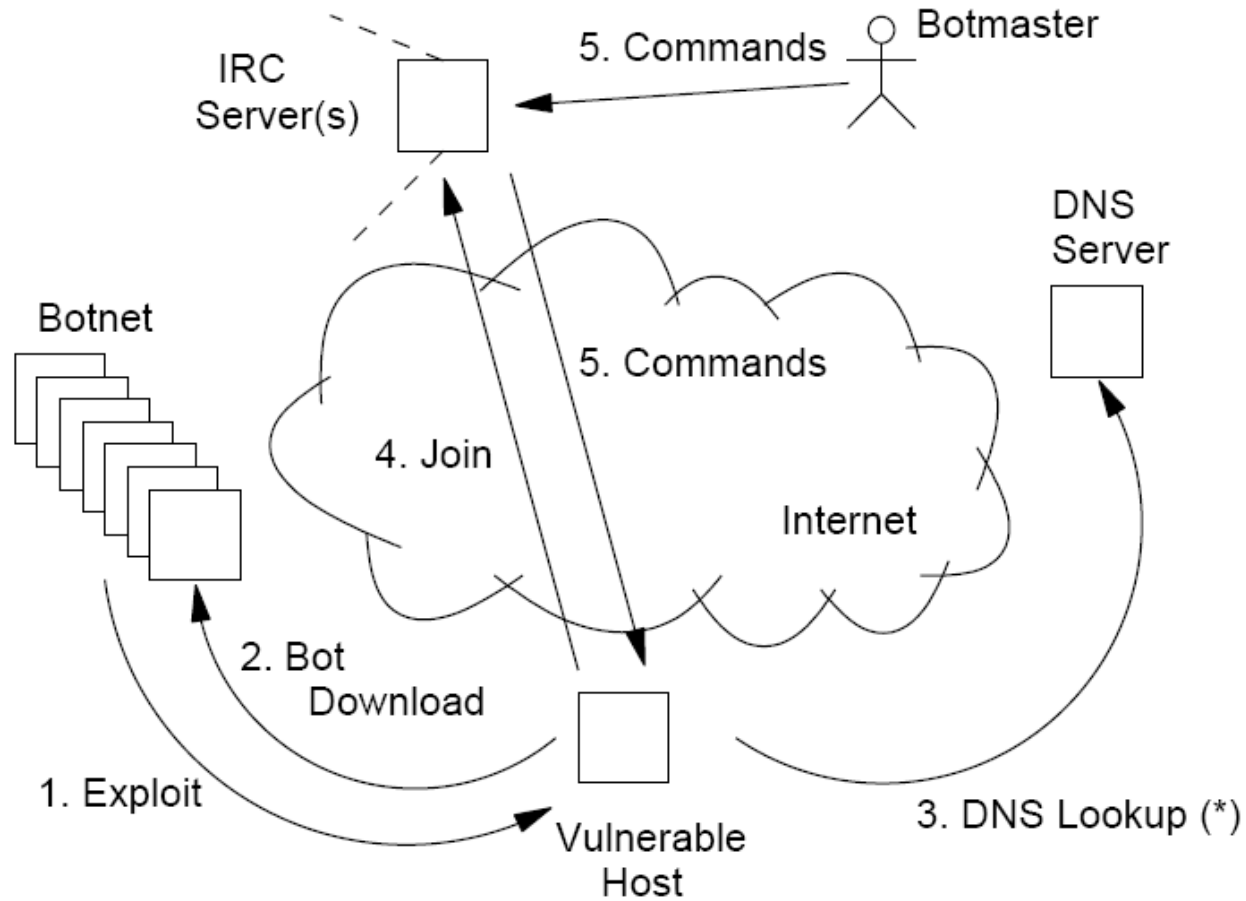 5. Commands
Botmaster
IRC
Server(s)
DNS
Server
Botnet
5. Commands
4. Join
Internet
2. Bot
Download
1. Exploit
3. DNS Lookup (*)
Vulnerable
Host